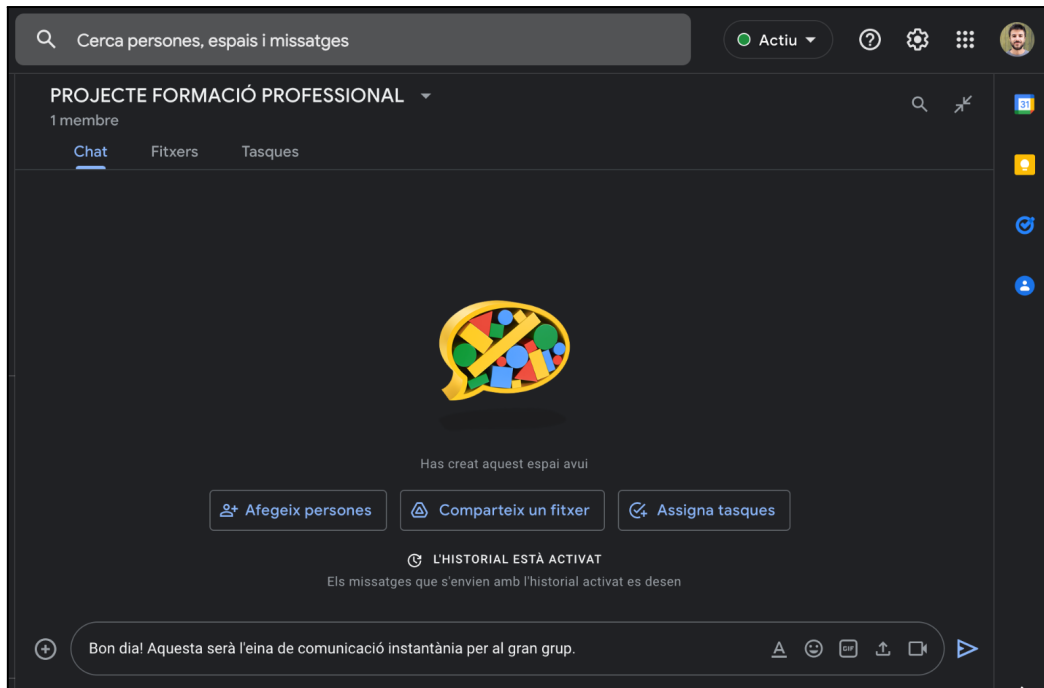 Cerca persones, espais i missatges
Actiu
PROJECTE FORMACIÓ PROFESSIONAL
1 membre
Chat Fitxers Tasques
31
Has creat aquest espai avui
Afegeix persones Comparteix un fitxer Assigna tasques
L'HISTORIAL ESTÀ ACTIVAT
Els missatges que s'envien amb l'historial activat es desen
Bon dia! Aquesta serà l'eina de comunicació instantània per al gran grup.
GIF